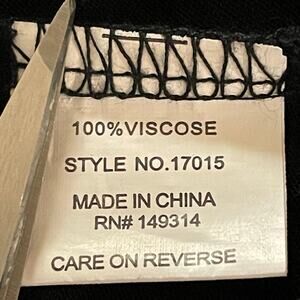 100%VISCOSE
STYLE NO.17015
MADE IN CHINA
RN# 149314
CARE ON REVERSE